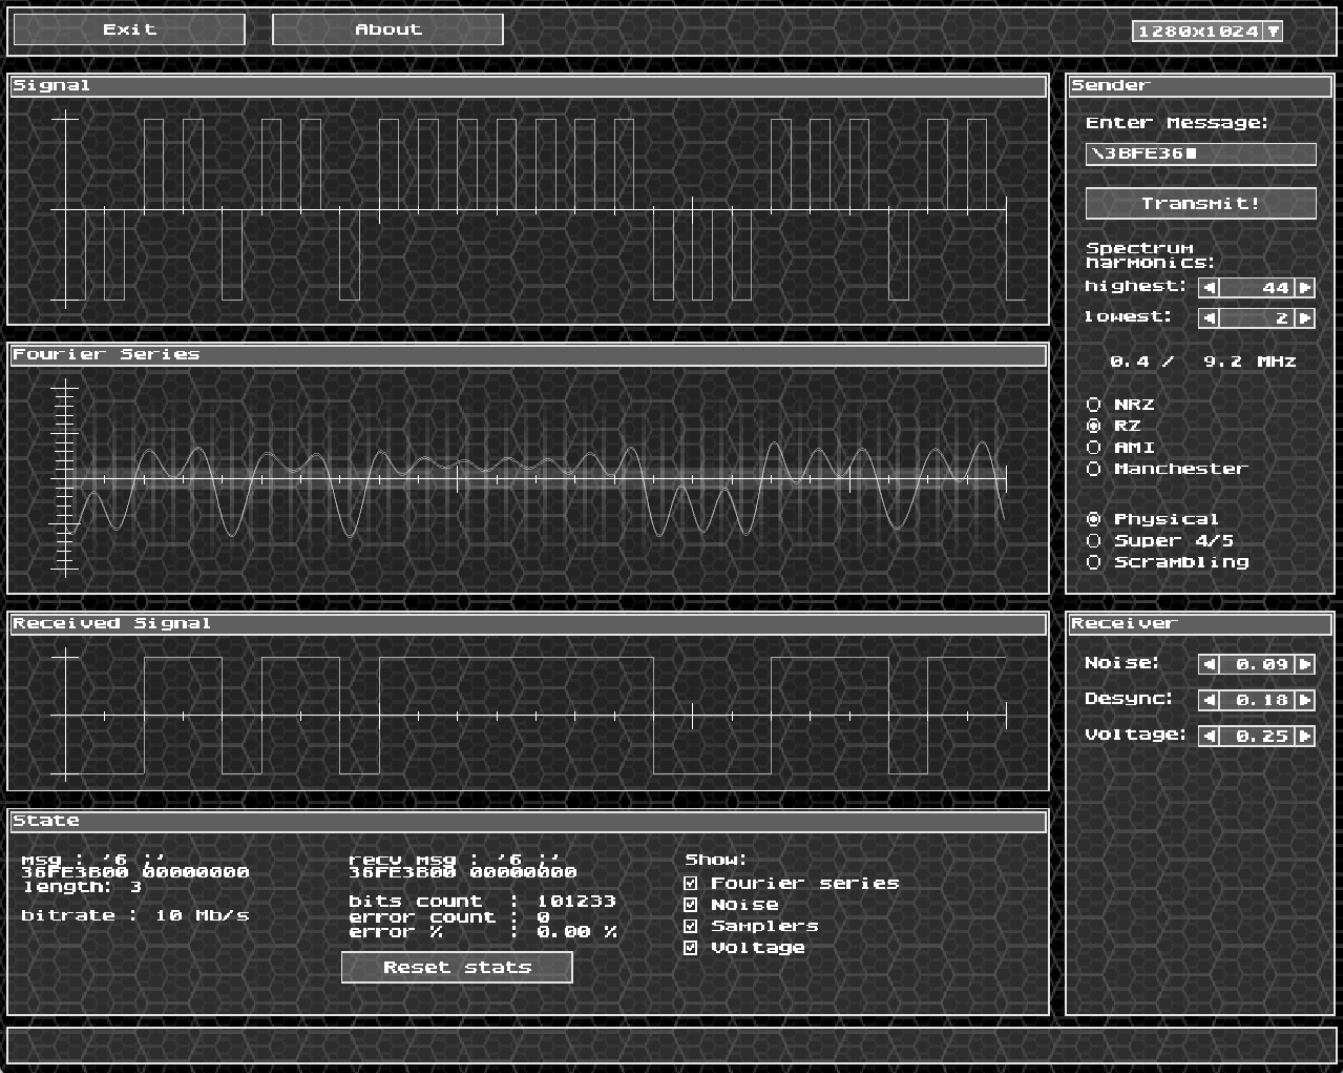 Exit
About
1280x1024
Signal
Sender
Enter Message:
\3BFE36
Transmit!
Spectrum
harmonics:
highest: 44
lowest: 2
0.4 / 9.2 MHz
NRZ
RZ
AMI
Manchester
Physical
Super 4/5
Scrambling
Fourier Series
Received Signal
Receiver
Noise: 0.09
Desync: 0.18
Voltage: 0.25
State
msg : '6 ;'
36FE3B00 00000000
length: 3
bitrate : 10 Mb/s
recv msg : '6 ;'
36FE3B00 00000000
bits count : 101233
error count : 0
error % : 0.00 %
Reset stats
Show:
Fourier series
Noise
Samplers
Voltage